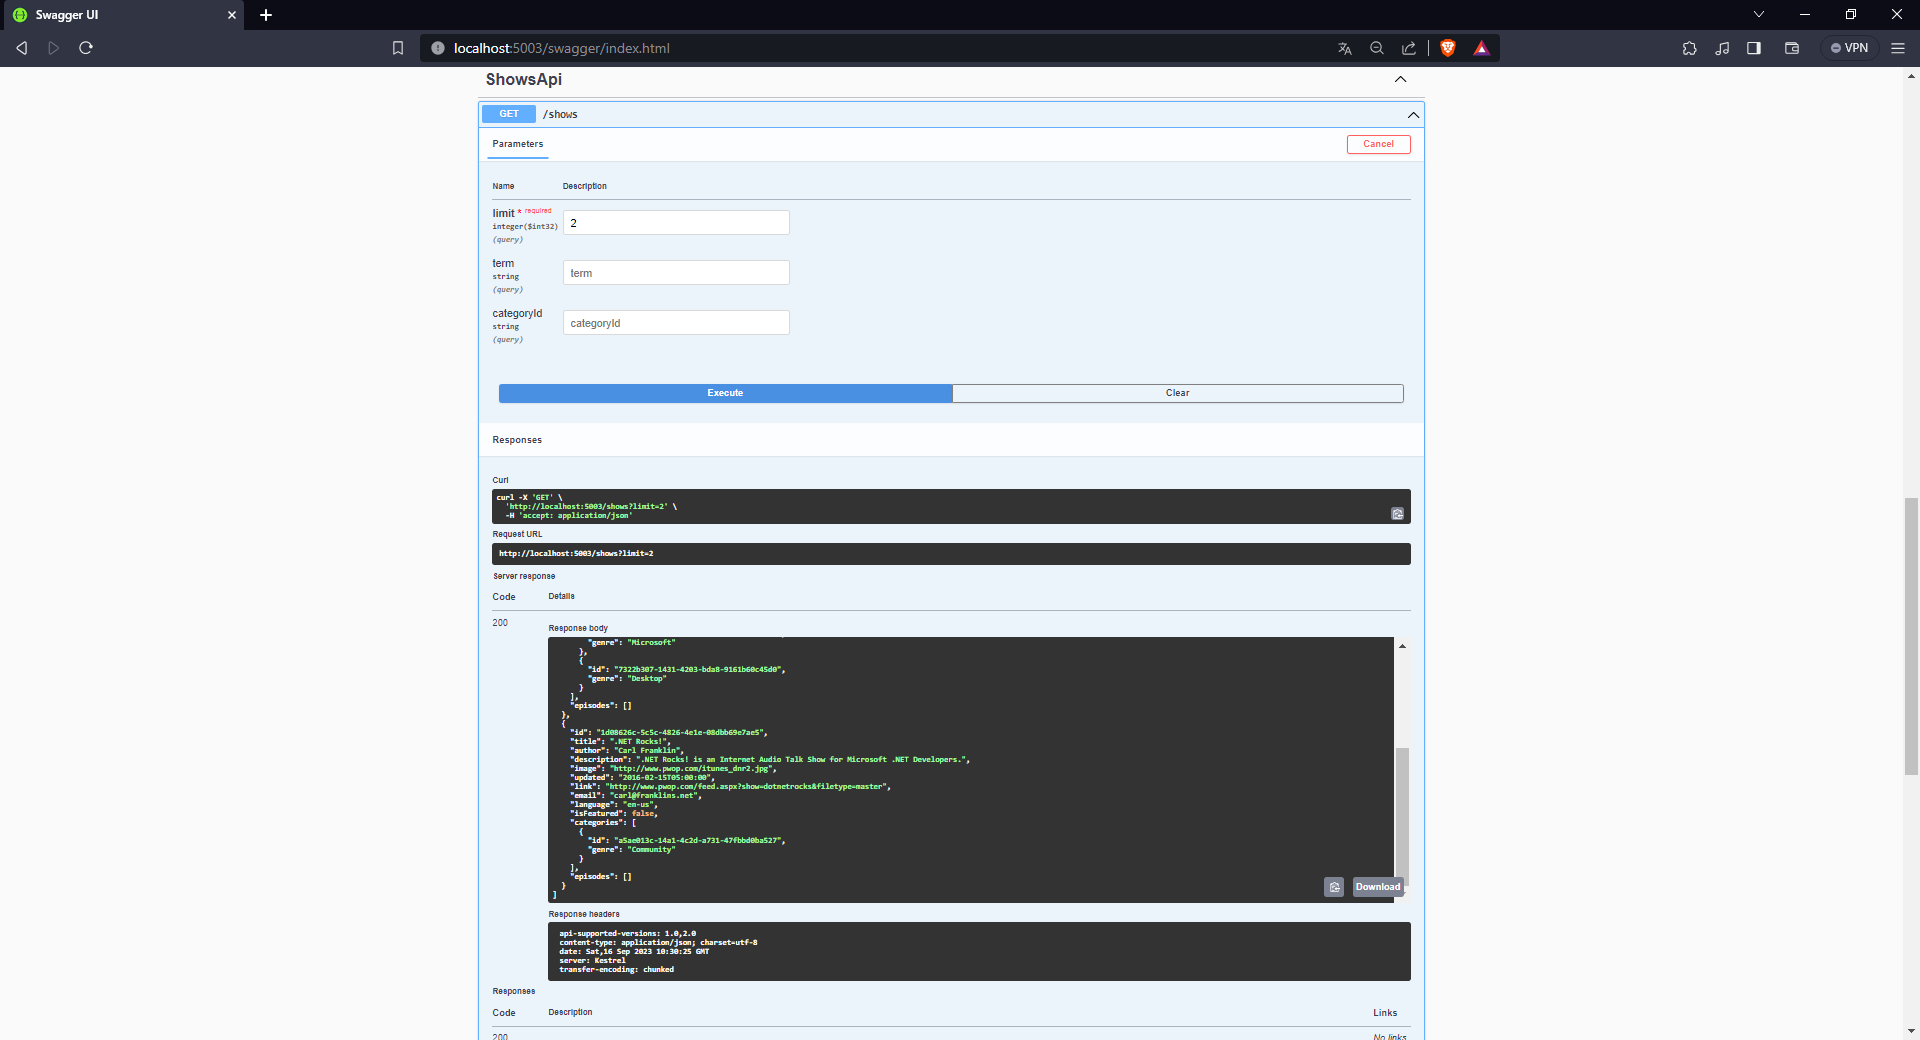 Swagger UI
localhost:5003/swagger/index.html
VPN
ShowsApi
GET /shows
Parameters
Cancel
Name Description
limit * required
integer($int32)
(query)
2
term
string
(query)
term
categoryId
string
(query)
categoryId
Execute
Clear
Responses
Curl
curl -X 'GET' \
'http://localhost:5003/shows?limit=2' \
-H 'accept: application/json'
Request URL
http://localhost:5003/shows?limit=2
Server response
Code Details
200
Response body
"genre": "Microsoft"
},
{
"id": "7322b307-1431-4203-bda8-9161b60c45d0",
"genre": "Desktop"
}
],
"episodes": []
},
{
"id": "1d08626c-5c5c-4826-4e1e-08dbb69e7ae5",
"title": ".NET Rocks!",
"author": "Carl Franklin",
"description": ".NET Rocks! is an Internet Audio Talk Show for Microsoft .NET Developers.",
"image": "http://www.pwop.com/itunes_dnr2.jpg",
"updated": "2016-02-15T05:00:00",
"link": "http://www.pwop.com/feed.aspx?show=dotnetrocks&filetype=master",
"email": "carl@franklins.net",
"language": "en-us",
"isFeatured": false,
"categories": [
{
"id": "a5ae013c-14a1-4c2d-a731-47fbbd0ba527",
"genre": "Community"
}
],
"episodes": []
}
]
Download
Response headers
api-supported-versions: 1.0,2.0
content-type: application/json; charset=utf-8
date: Sat,16 Sep 2023 10:30:25 GMT
server: Kestrel
transfer-encoding: chunked
Responses
Code Description Links
200 No links